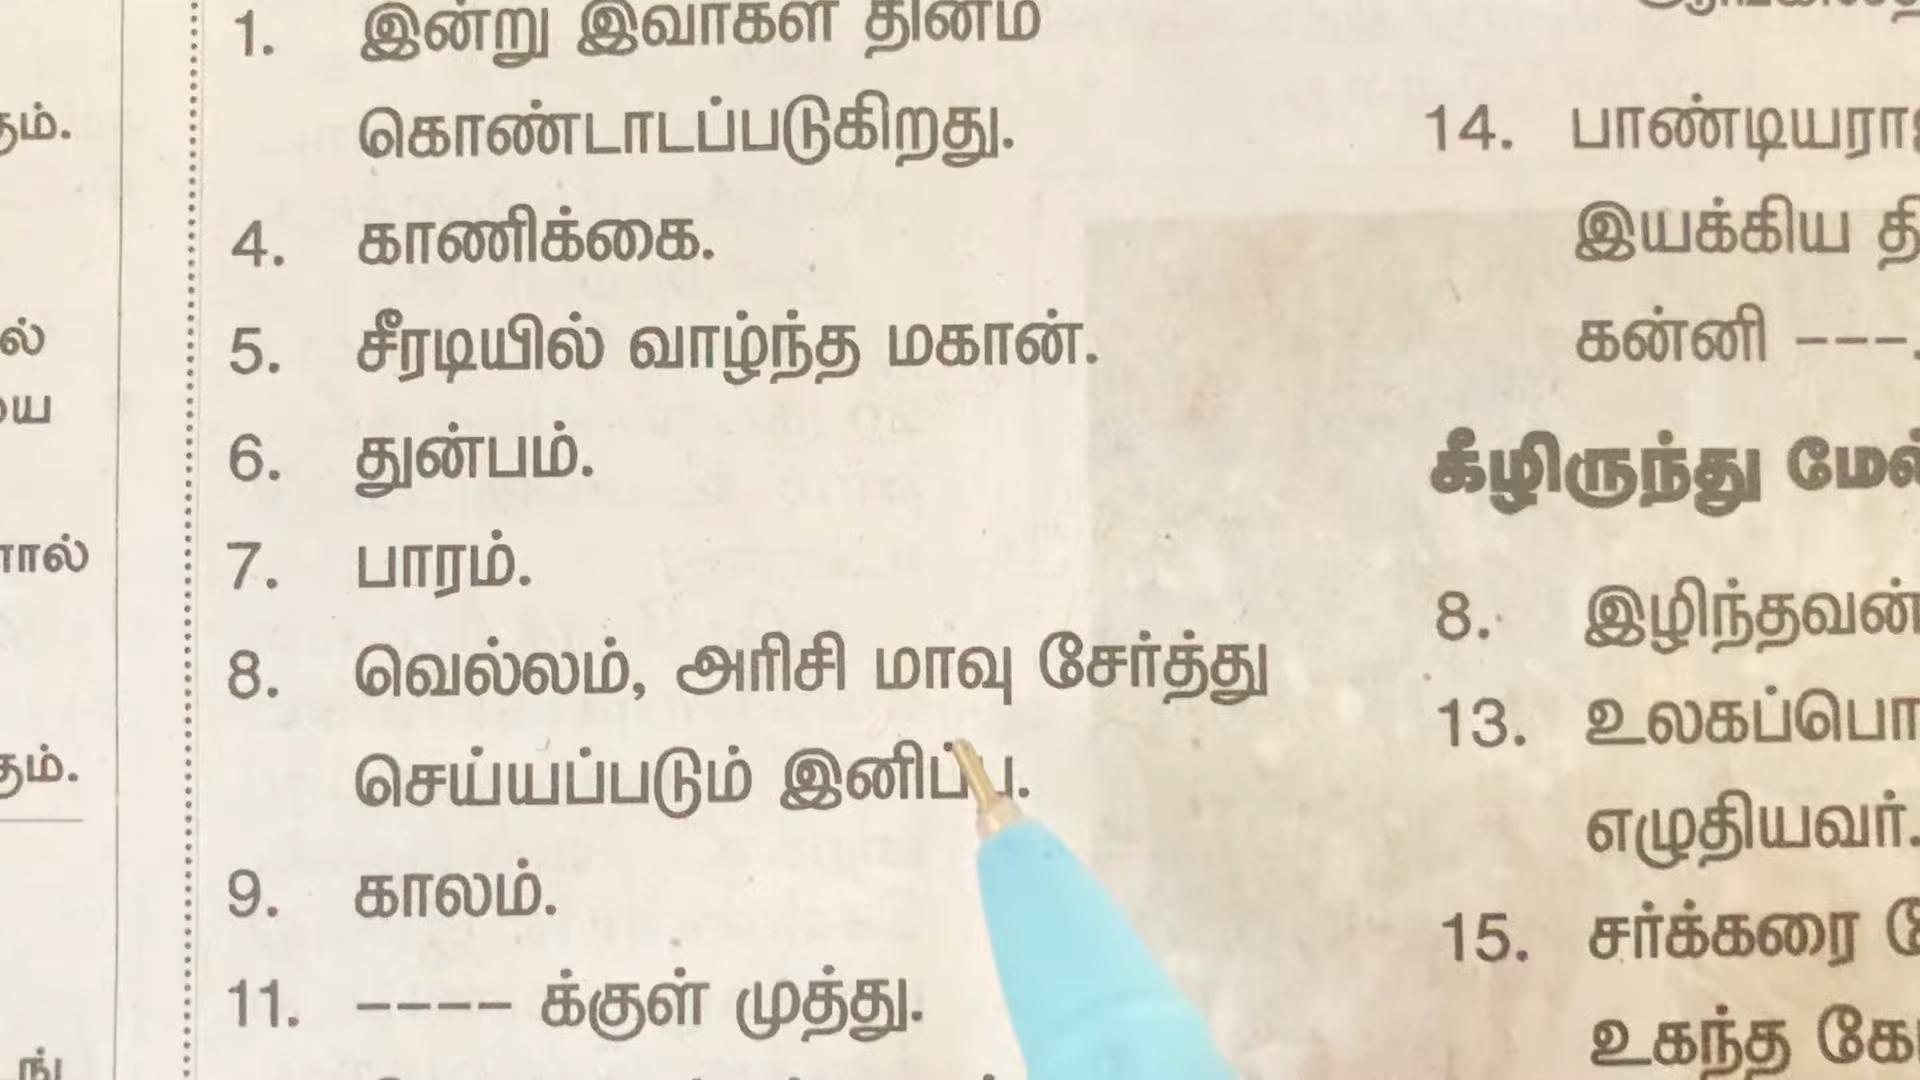 1. இன்று இவர்கள் தினம்
கொண்டாடப்படுகிறது.
4. காணிக்கை.
5. சீரடியில் வாழ்ந்த மகான்.
6. துன்பம்.
7. பாரம்.
8. வெல்லம், அரிசி மாவு சேர்த்து
செய்யப்படும் இனிப்பு.
9. காலம்.
11. ---- க்குள் முத்து.
14.
இயக்கிய
கன்னி ---.
கீழிருந்து
8. இழிந்தவன்
13.
எழுதியவர்.
15. சர்க்கரை
உகந்த